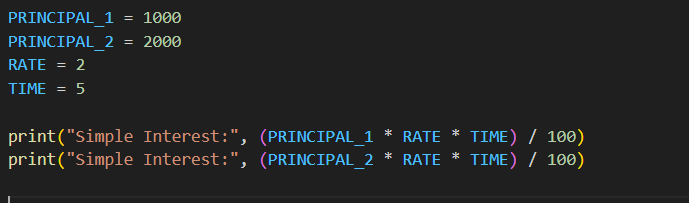 PRINCIPAL_1 = 1000
PRINCIPAL_2 = 2000
RATE = 2
TIME = 5
print("Simple Interest:", (PRINCIPAL_1 * RATE * TIME) / 100)
print("Simple Interest:", (PRINCIPAL_2 * RATE * TIME) / 100)